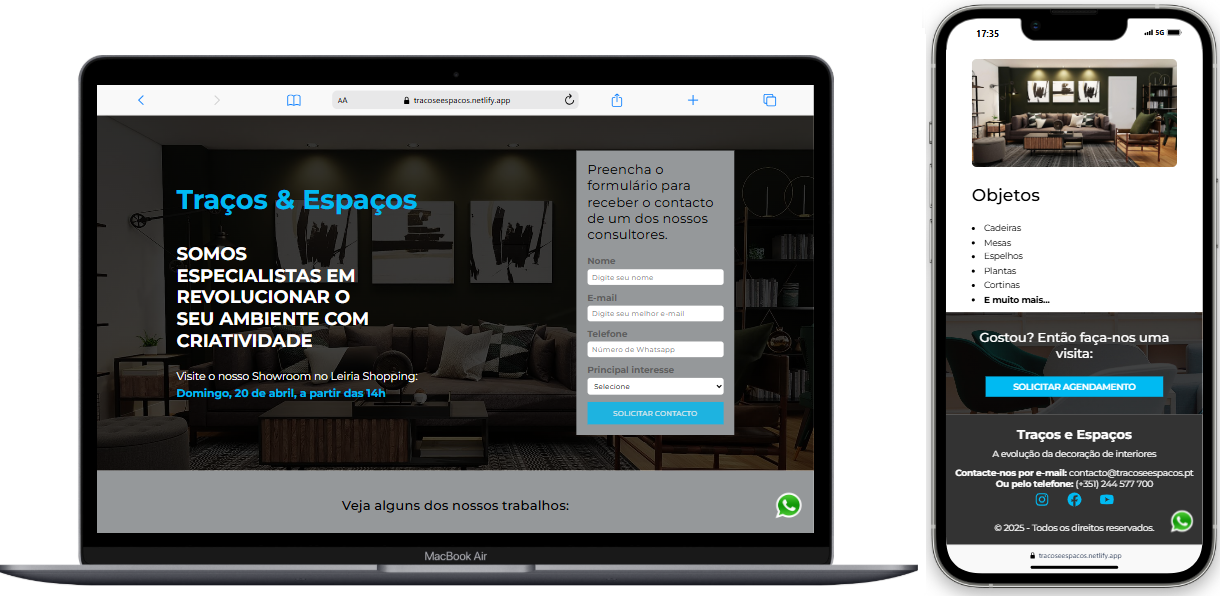 AA
tracoseespacos.netlify.app
Traços & Espaços
SOMOS
ESPECIALISTAS EM
REVOLUCIONAR O
SEU AMBIENTE COM
CRIATIVIDADE
Visite o nosso Showroom no Leiria Shopping:
Domingo, 20 de abril, a partir das 14h
Preencha o
formulário para
receber o contacto
de um dos nossos
consultores.
Nome
Digite seu nome
E-mail
Digite seu melhor e-mail
Telefone
Número de Whatsapp
Principal interesse
Selecione
SOLICITAR CONTACTO
Veja alguns dos nossos trabalhos:
MacBook Air
17:35
5G
Objetos
• Cadeiras
• Mesas
• Espelhos
• Plantas
• Cortinas
• E muito mais...
Gostou? Então faça-nos uma
visita:
SOLICITAR AGENDAMENTO
Traços e Espaços
A evolução da decoração de interiores
Contacte-nos por e-mail: contacto@tracoseespacos.pt
Ou pelo telefone: (+351) 244 577 700
© 2025 - Todos os direitos reservados.
tracoseespacos.netlify.app